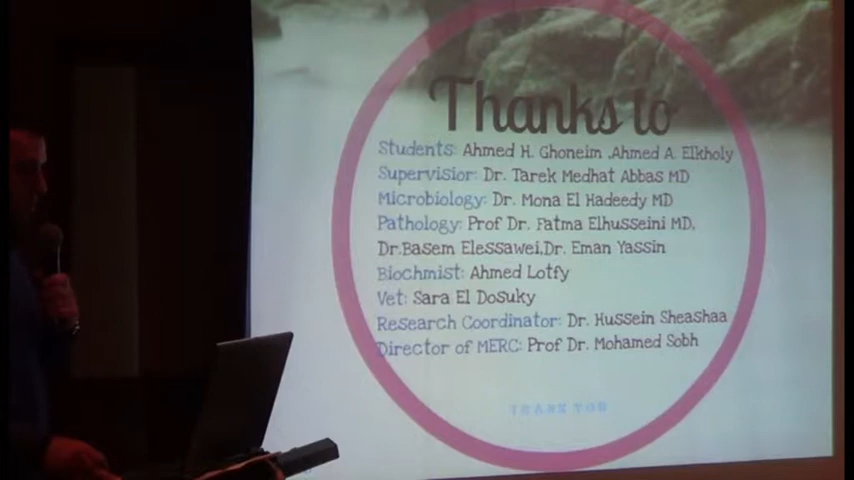 Thanks to
Students: Ahmed H. Ghoneim ,Ahmed A. Elkholy
Supervisior: Dr. Tarek Medhat Abbas MD
Microbiology: Dr. Mona El Hadeedy MD
Pathology: Prof Dr. Fatma Elhusseini MD,
Dr.Basem Elessawei,Dr. Eman Yassin
Biochmist: Ahmed Lotfy
Vet: Sara El Dosuky
Research Coordinator: Dr. Hussein Sheashaa
Director of MERC: Prof Dr. Mohamed Sobh
THANK YOU